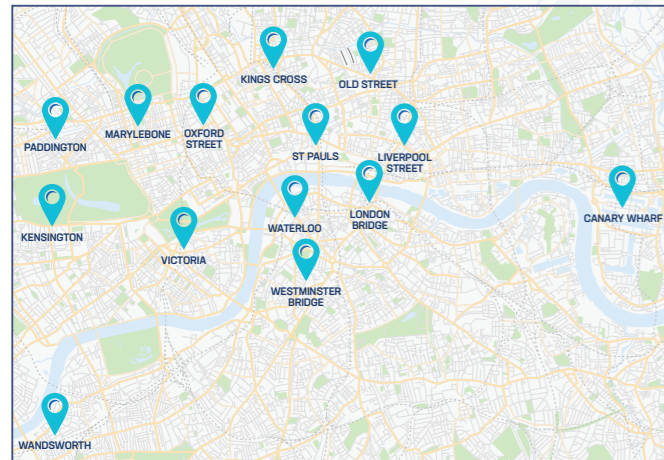 KINGS CROSS
OLD STREET
MARYLEBONE
OXFORD
STREET
PADDINGTON
ST PAULS
LIVERPOOL
STREET
KENSINGTON
WATERLOO
LONDON
BRIDGE
CANARY WHARF
VICTORIA
WESTMINSTER
BRIDGE
WANDSWORTH